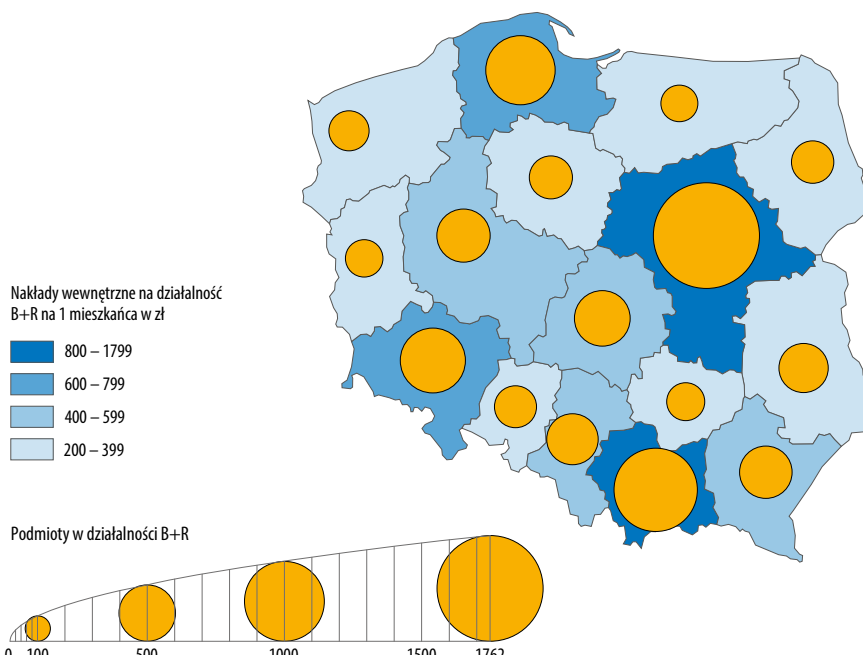 Nakłady wewnętrzne na działalność
B+R na 1 mieszkańca w zł
800 – 1799
600 – 799
400 – 599
200 – 399
Podmioty w działalności B+R
0 100 500 1000 1500 1762